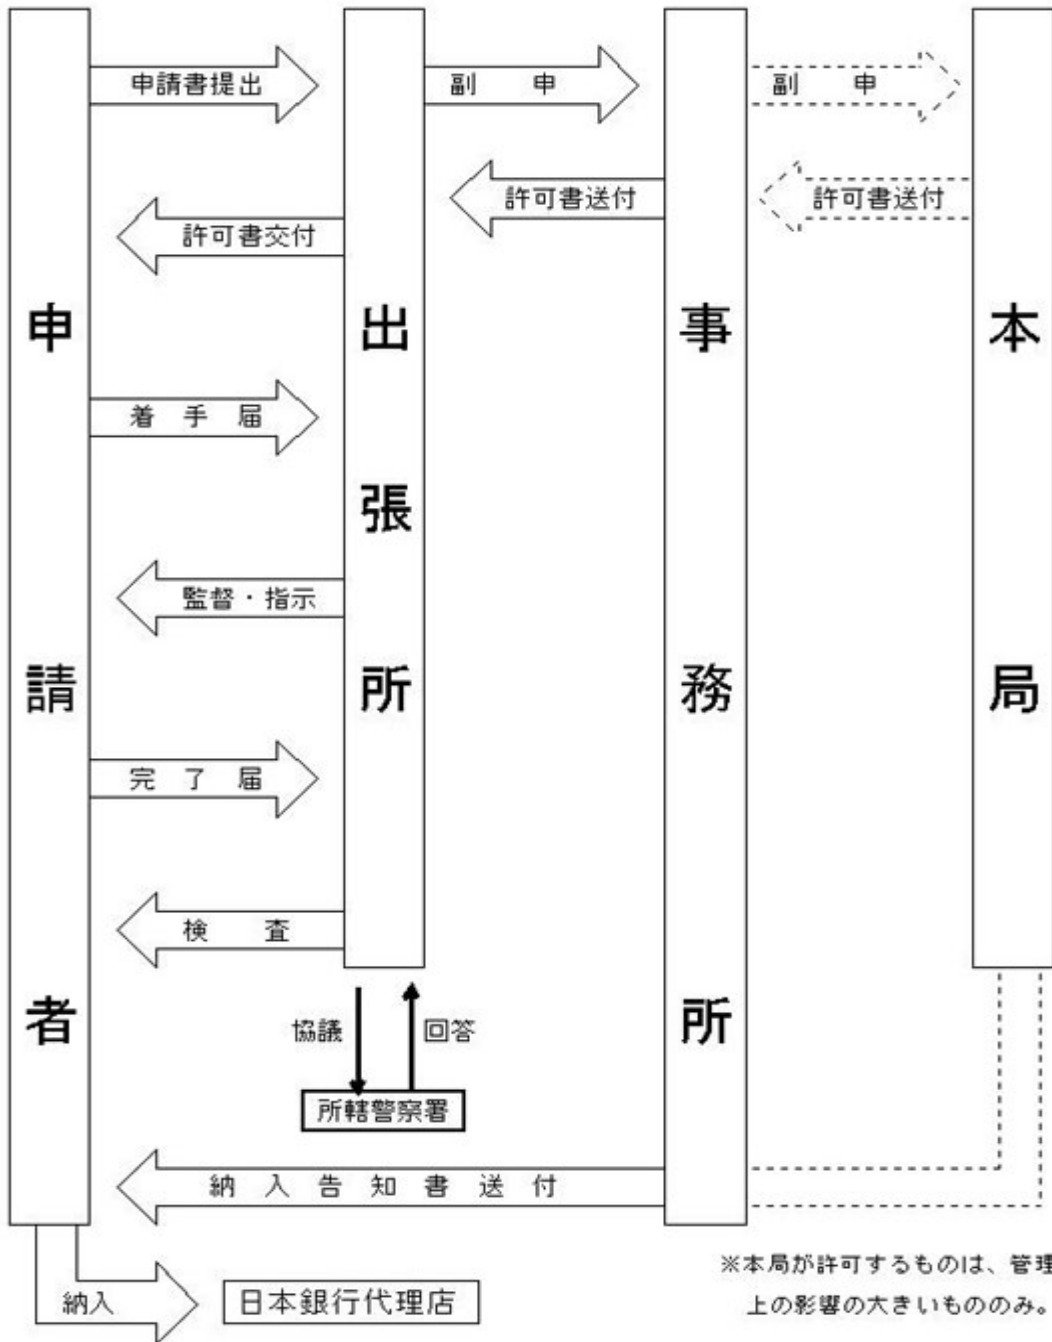 申請書提出
副 申
副 申
許可書送付
許可書送付
許可書交付
申請者
出張所
事務所
本局
着手届
監督・指示
完了届
検 査
協議
回答
所轄警察署
納入告知書送付
納入
日本銀行代理店
※本局が許可するものは、管理
上の影響の大きいもののみ。